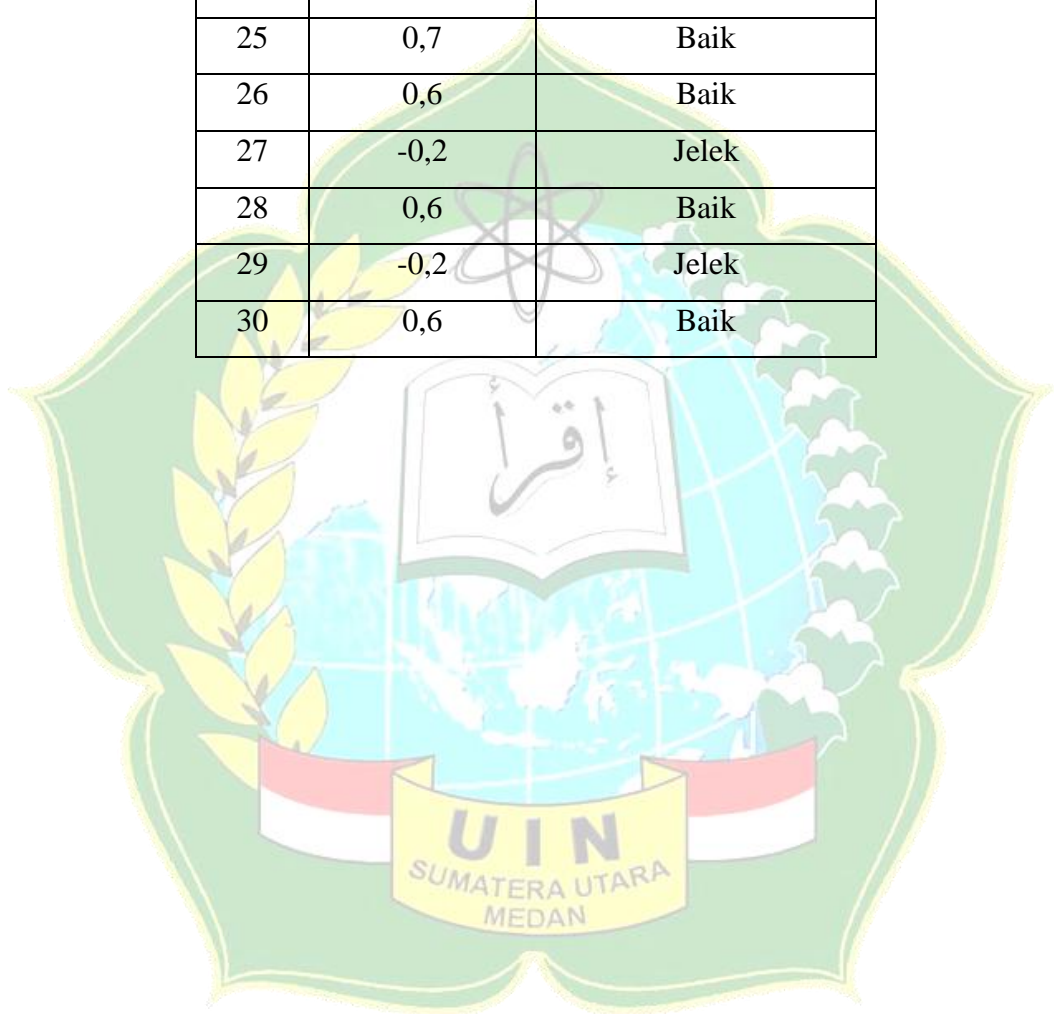 25 0,7 Baik
26 0,6 Baik
27 -0,2 Jelek
28 0,6 Baik
29 -0,2 Jelek
30 0,6 Baik
إقرأ
UIN
SUMATERA UTARA
MEDAN